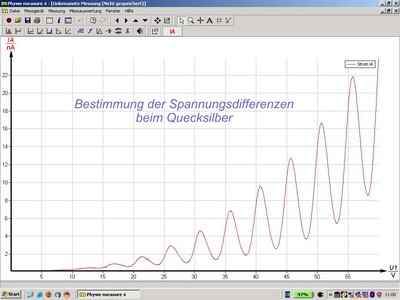 Phywe measure 4 - [Unbenannte Messung (Nicht gespeichert)]
Datei Messgerät Messung Messauswertung Fenster Hilfe
IA
IA
nA
Strom IA
Bestimmung der Spannungsdifferenzen
beim Quecksilber
22
20
18
16
14
12
10
8
6
4
2
5
10
15
20
25
30
35
40
45
50
55
U1
V
Start
Phywe measure 4
97%
11:00